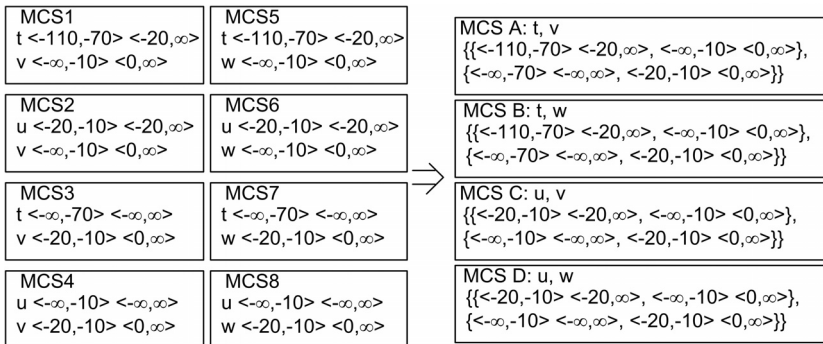 MCS1
t <-110,-70> <-20,∞>
v <-∞,-10> <0,∞>
MCS5
t <-110,-70> <-20,∞>
w <-∞,-10> <0,∞>
MCS2
u <-20,-10> <-20,∞>
v <-∞,-10> <0,∞>
MCS6
u <-20,-10> <-20,∞>
w <-∞,-10> <0,∞>
MCS3
t <-∞,-70> <-∞,∞>
v <-20,-10> <0,∞>
MCS7
t <-∞,-70> <-∞,∞>
w <-20,-10> <0,∞>
MCS4
u <-∞,-10> <-∞,∞>
v <-20,-10> <0,∞>
MCS8
u <-∞,-10> <-∞,∞>
w <-20,-10> <0,∞>
MCS A: t, v
{{<-110,-70> <-20,∞>, <-∞,-10> <0,∞>},
{<-∞,-70> <-∞,∞>, <-20,-10> <0,∞>}}
MCS B: t, w
{{<-110,-70> <-20,∞>, <-∞,-10> <0,∞>},
{<-∞,-70> <-∞,∞>, <-20,-10> <0,∞>}}
MCS C: u, v
{{<-20,-10> <-20,∞>, <-∞,-10> <0,∞>},
{<-∞,-10> <-∞,∞>, <-20,-10> <0,∞>}}
MCS D: u, w
{{<-20,-10> <-20,∞>, <-∞,-10> <0,∞>},
{<-∞,-10> <-∞,∞>, <-20,-10> <0,∞>}}